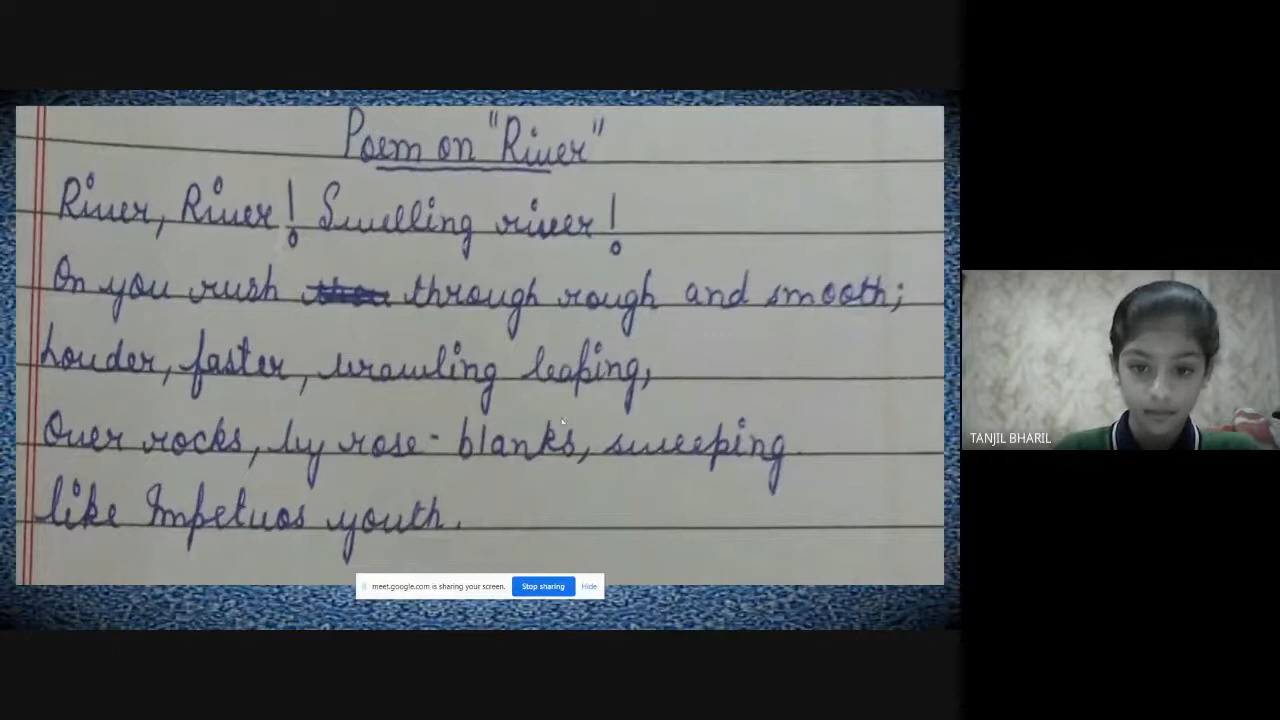 Poem on "River"
River, River! Swelling river!
On you rush through rough and smooth;
Louder, faster, brawling leaping,
Over rocks, by rose-blanks, sweeping
like Impetuos youth.
TANJIL BHARIL
meet.google.com is sharing your screen. Stop sharing Hide